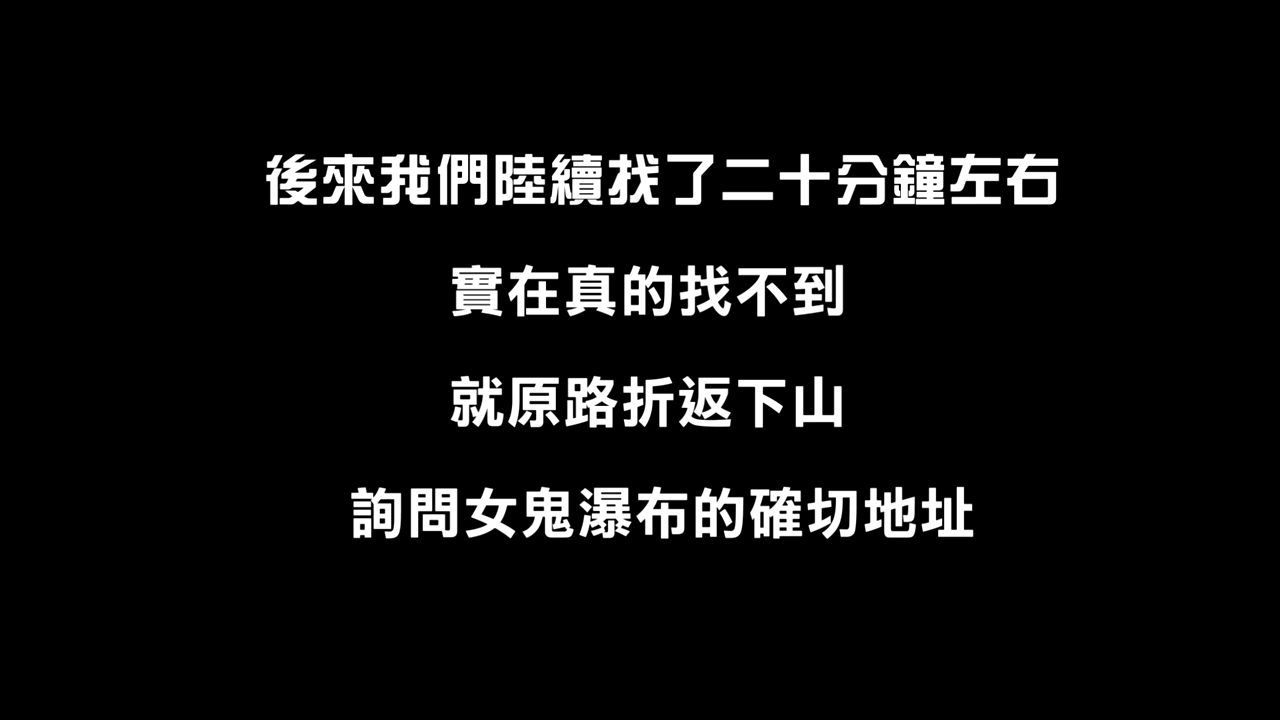 後來我們陸續找了二十分鐘左右
實在真的找不到
就原路折返下山
詢問女鬼瀑布的確切地址